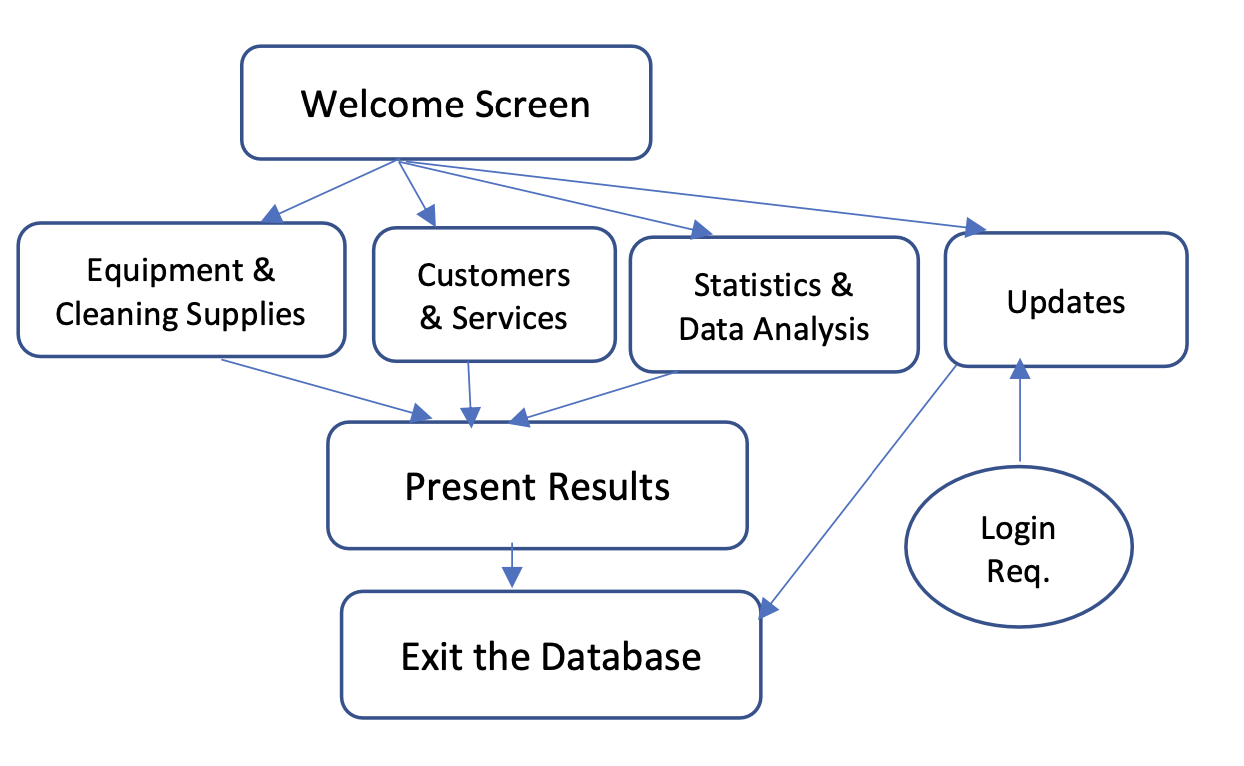 Welcome Screen
Equipment &
Cleaning Supplies
Customers
& Services
Statistics &
Data Analysis
Updates
Present Results
Login
Req.
Exit the Database